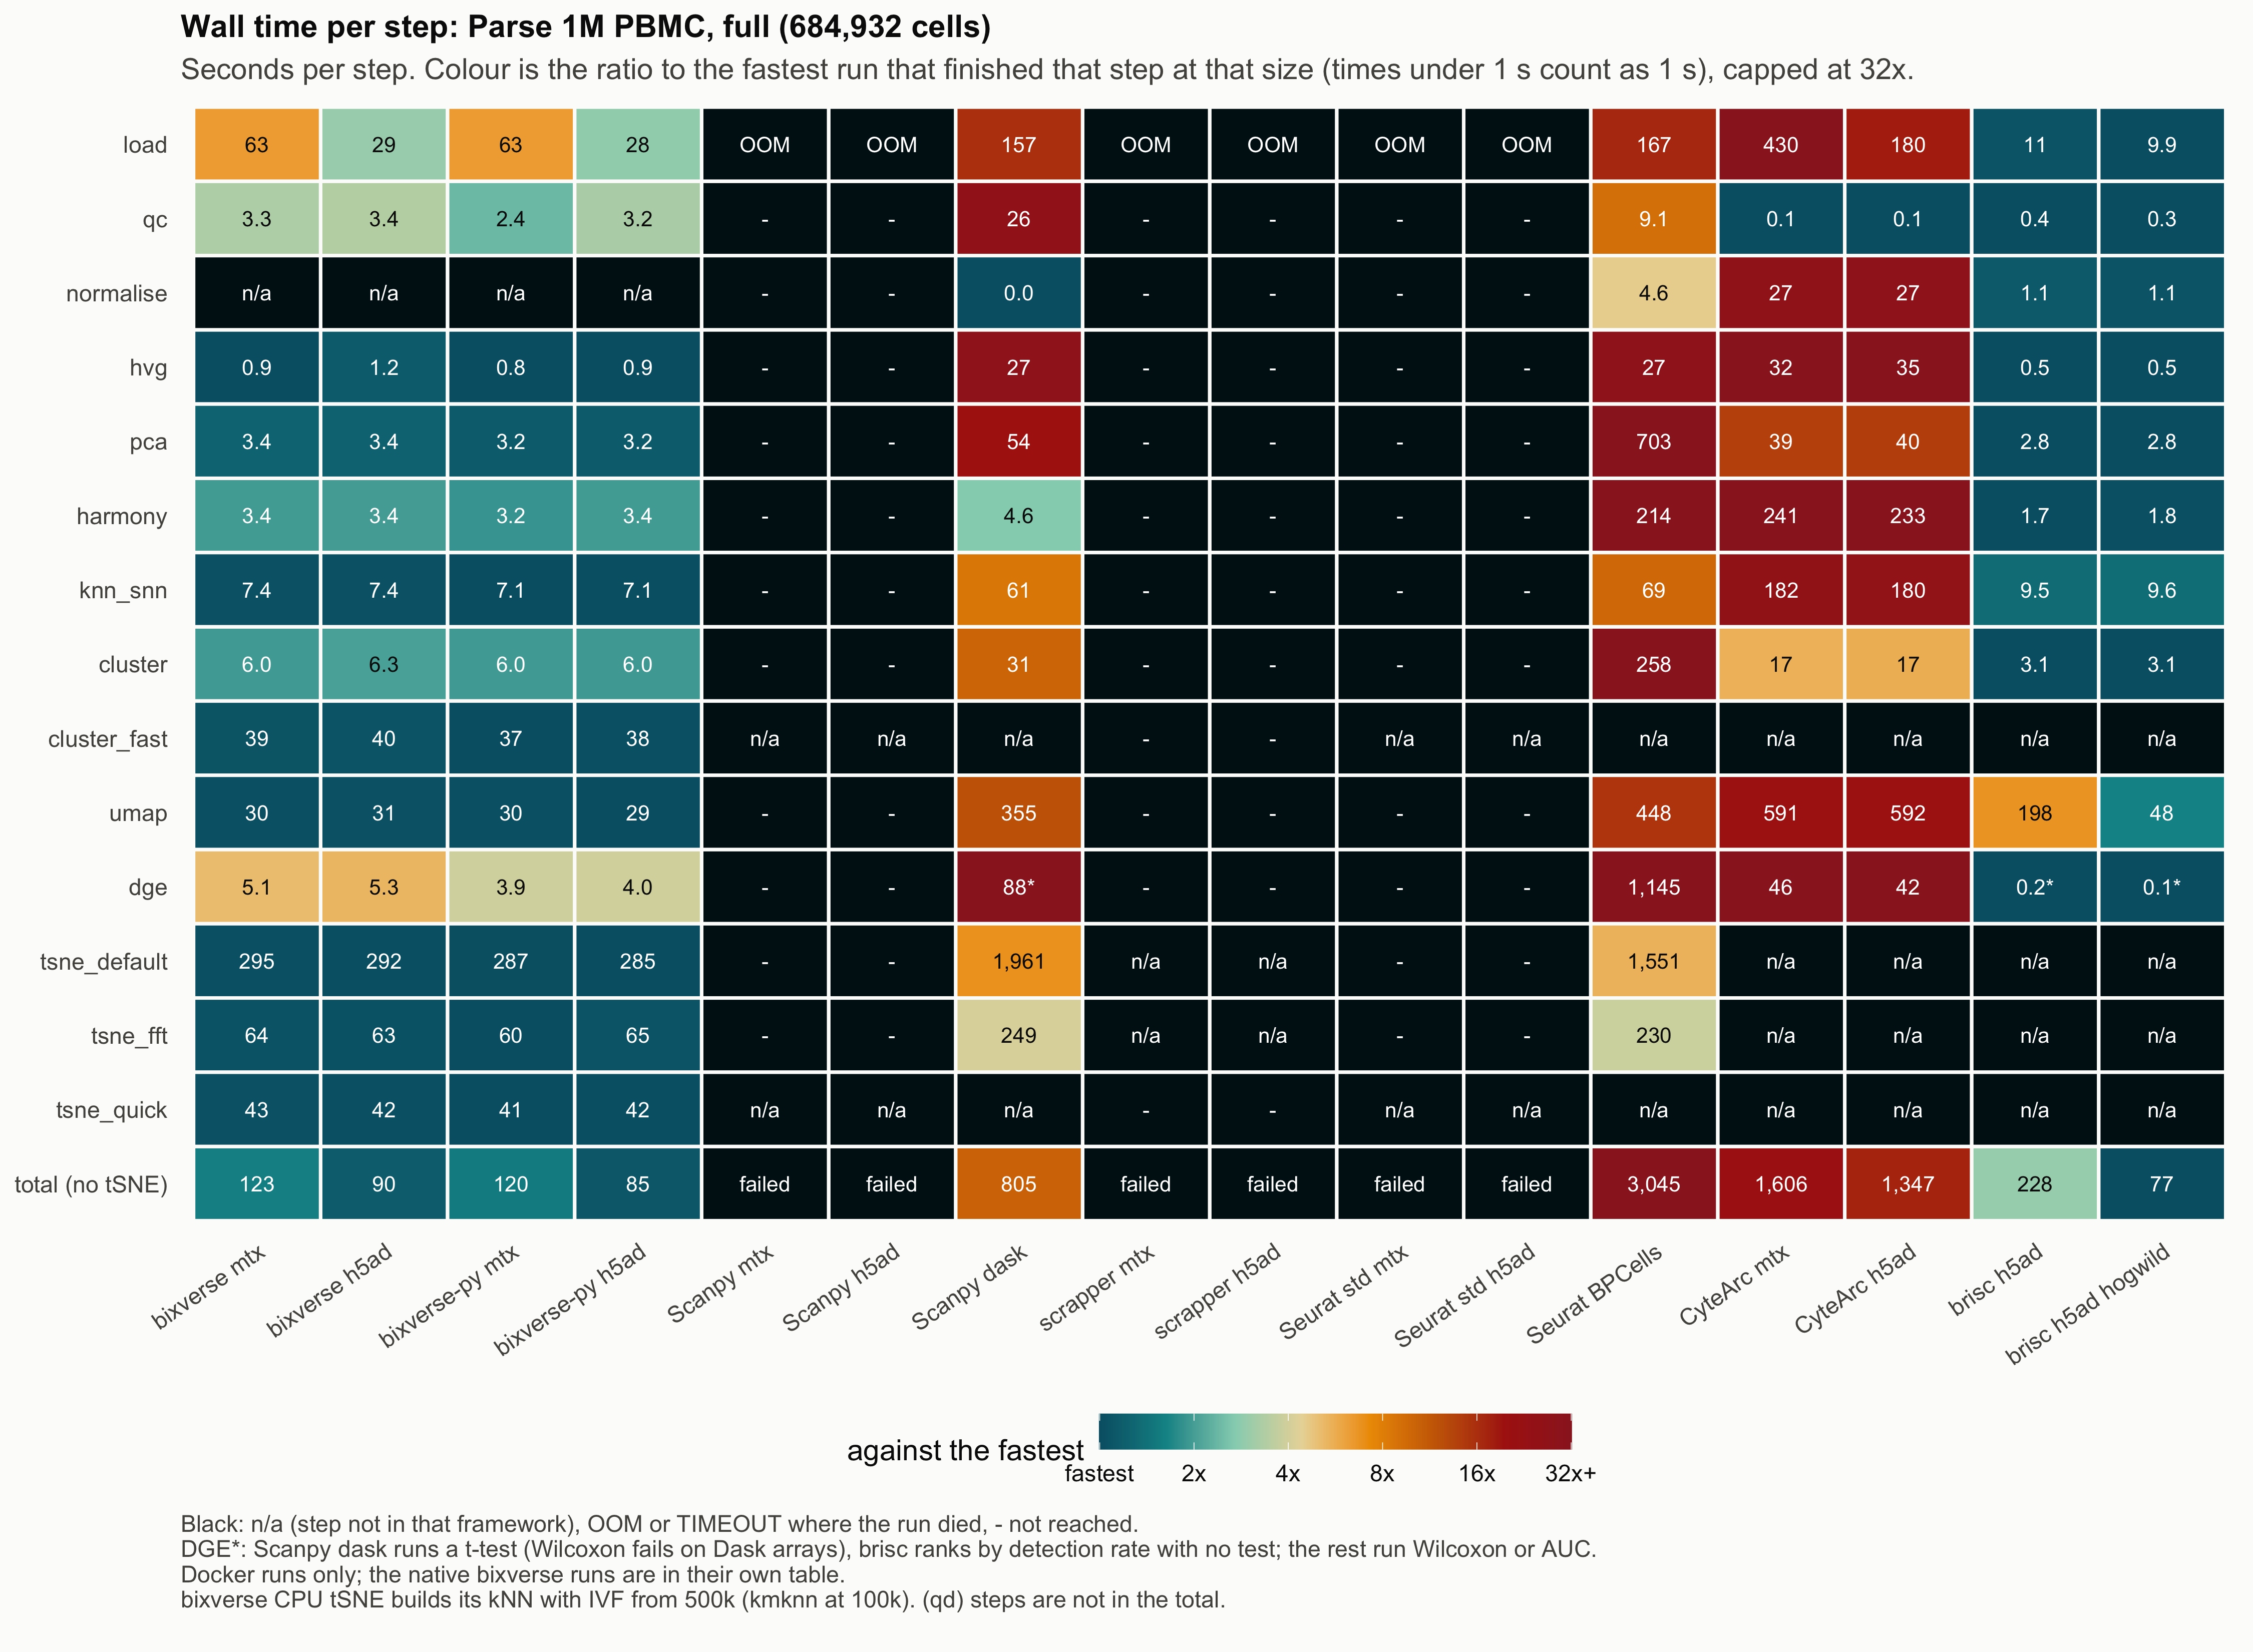 Wall time per step: Parse 1M PBMC, full (684,932 cells)
Seconds per step. Colour is the ratio to the fastest run that finished that step at that size (times under 1 s count as 1 s), capped at 32x.
load 63 29 63 28 OOM OOM 157 OOM OOM OOM OOM 167 430 180 11 9.9
qc 3.3 3.4 2.4 3.2 - - 26 - - - - 9.1 0.1 0.1 0.4 0.3
normalise n/a n/a n/a n/a - - 0.0 - - - - 4.6 27 27 1.1 1.1
hvg 0.9 1.2 0.8 0.9 - - 27 - - - - 27 32 35 0.5 0.5
pca 3.4 3.4 3.2 3.2 - - 54 - - - - 703 39 40 2.8 2.8
harmony 3.4 3.4 3.2 3.4 - - 4.6 - - - - 214 241 233 1.7 1.8
knn_snn 7.4 7.4 7.1 7.1 - - 61 - - - - 69 182 180 9.5 9.6
cluster 6.0 6.3 6.0 6.0 - - 31 - - - - 258 17 17 3.1 3.1
cluster_fast 39 40 37 38 n/a n/a n/a - - n/a n/a n/a n/a n/a n/a n/a
umap 30 31 30 29 - - 355 - - - - 448 591 592 198 48
dge 5.1 5.3 3.9 4.0 - - 88* - - - - 1,145 46 42 0.2* 0.1*
tsne_default 295 292 287 285 - - 1,961 n/a n/a - - 1,551 n/a n/a n/a n/a
tsne_fft 64 63 60 65 - - 249 n/a n/a - - 230 n/a n/a n/a n/a
tsne_quick 43 42 41 42 n/a n/a n/a - - n/a n/a n/a n/a n/a n/a n/a
total (no tSNE) 123 90 120 85 failed failed 805 failed failed failed failed 3,045 1,606 1,347 228 77
bixverse mtx bixverse h5ad bixverse-py mtx bixverse-py h5ad Scanpy mtx Scanpy h5ad Scanpy dask scrapper mtx scrapper h5ad Seurat std mtx Seurat std h5ad Seurat BPCells CyteArc mtx CyteArc h5ad brisc h5ad brisc h5ad hogwild
against the fastest
fastest 2x 4x 8x 16x 32x+
Black: n/a (step not in that framework), OOM or TIMEOUT where the run died, - not reached.
DGE*: Scanpy dask runs a t-test (Wilcoxon fails on Dask arrays), brisc ranks by detection rate with no test; the rest run Wilcoxon or AUC.
Docker runs only; the native bixverse runs are in their own table.
bixverse CPU tSNE builds its kNN with IVF from 500k (kmknn at 100k). (qd) steps are not in the total.